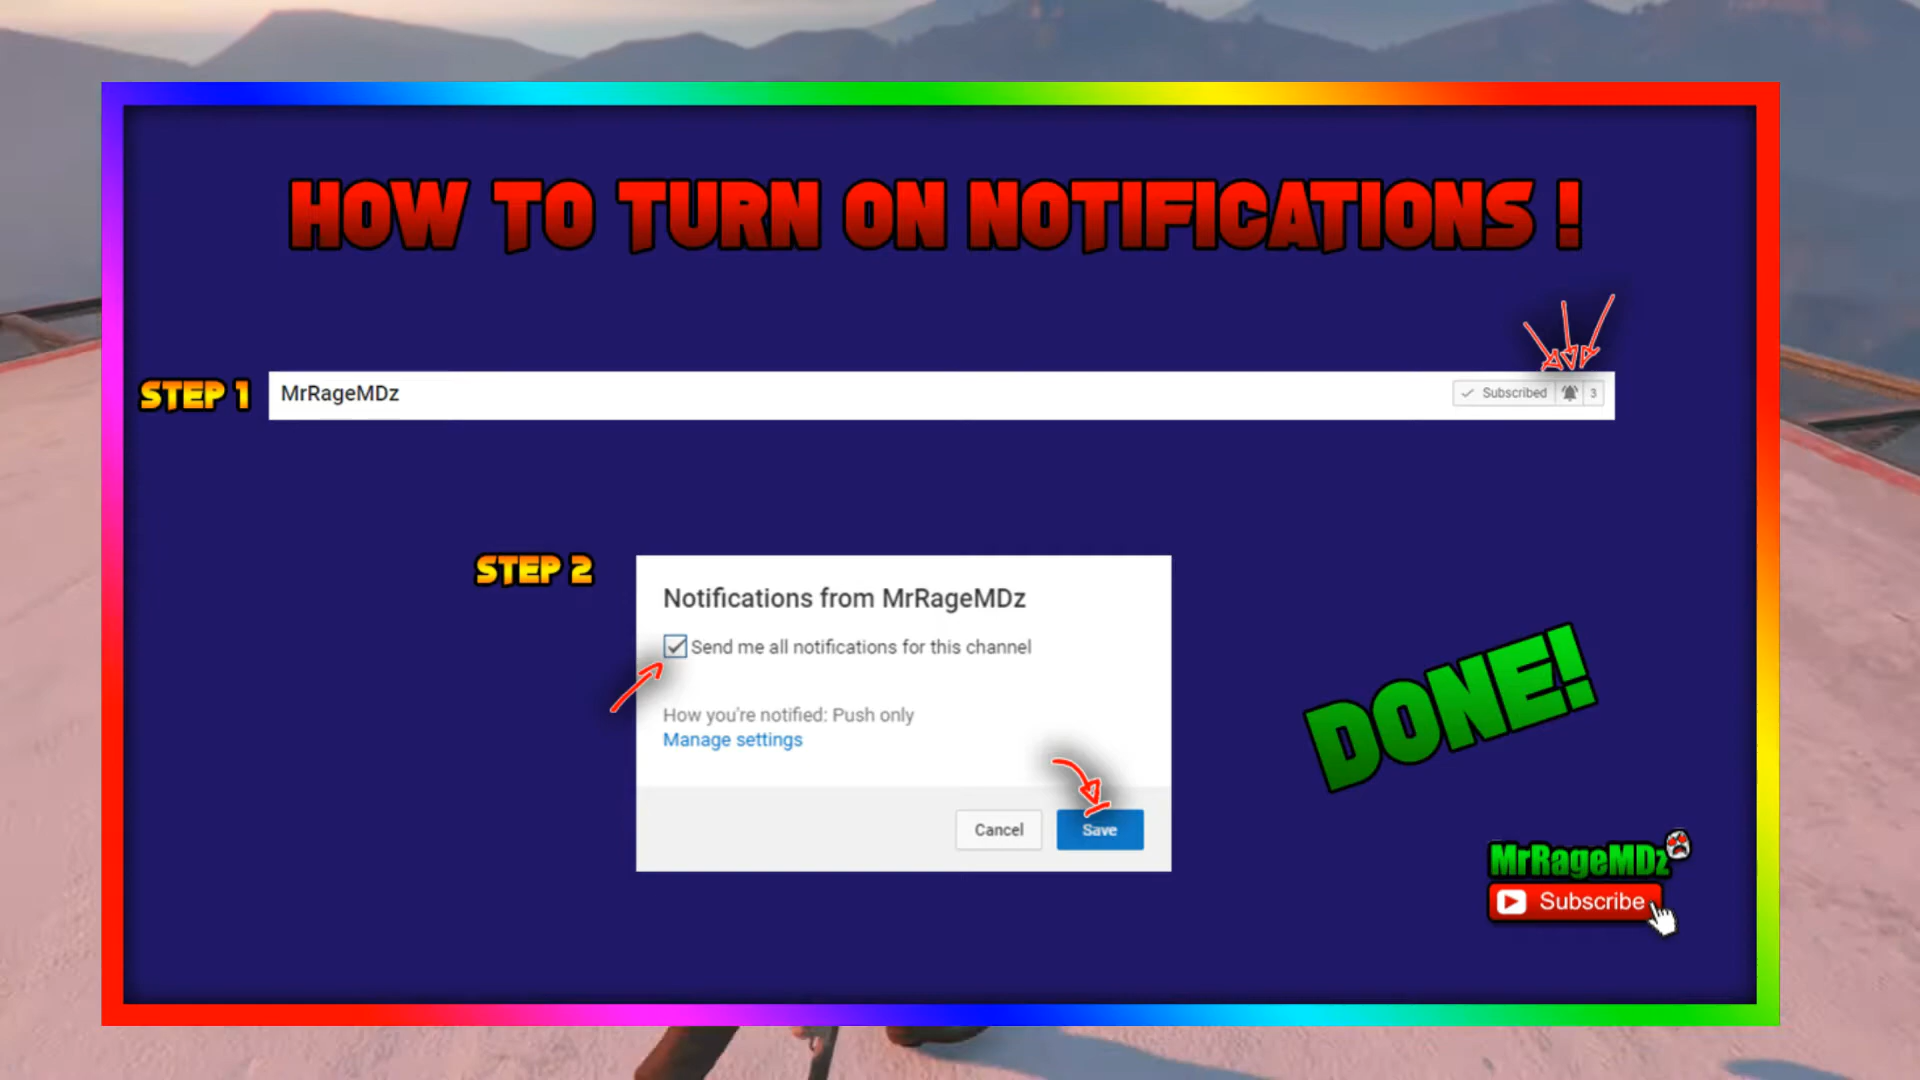 HOW TO TURN ON NOTIFICATIONS !
STEP 1
MrRageMDz
Subscribed
3
STEP 2
Notifications from MrRageMDz
Send me all notifications for this channel
How you're notified: Push only
Manage settings
Cancel
Save
DONE!
MrRageMDz
Subscribe